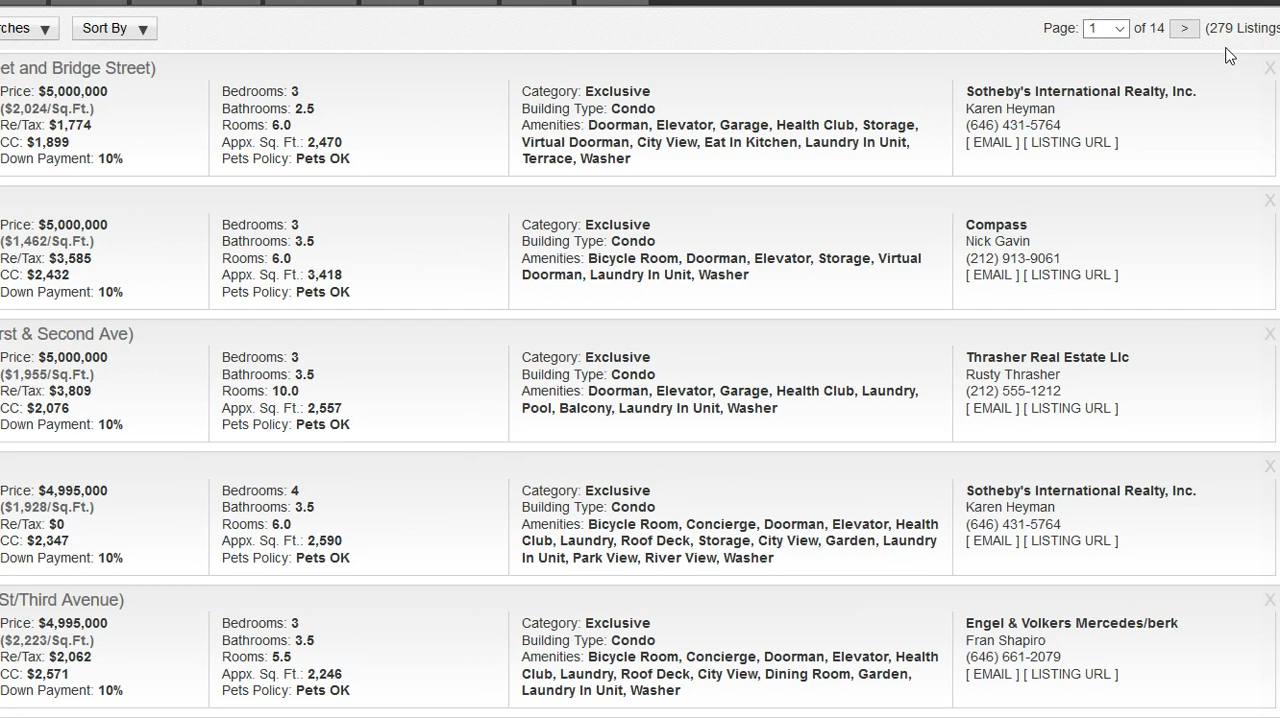 rches ▼ Sort By ▼ Page: 1 of 14 > (279 Listings
et and Bridge Street) X
Price: $5,000,000
($2,024/Sq.Ft.)
Re/Tax: $1,774
CC: $1,899
Down Payment: 10%
Bedrooms: 3
Bathrooms: 2.5
Rooms: 6.0
Appx. Sq. Ft.: 2,470
Pets Policy: Pets OK
Category: Exclusive
Building Type: Condo
Amenities: Doorman, Elevator, Garage, Health Club, Storage,
Virtual Doorman, City View, Eat In Kitchen, Laundry In Unit,
Terrace, Washer
Sotheby's International Realty, Inc.
Karen Heyman
(646) 431-5764
[ EMAIL ] [ LISTING URL ]
X
Price: $5,000,000
($1,462/Sq.Ft.)
Re/Tax: $3,585
CC: $2,432
Down Payment: 10%
Bedrooms: 3
Bathrooms: 3.5
Rooms: 6.0
Appx. Sq. Ft.: 3,418
Pets Policy: Pets OK
Category: Exclusive
Building Type: Condo
Amenities: Bicycle Room, Doorman, Elevator, Storage, Virtual
Doorman, Laundry In Unit, Washer
Compass
Nick Gavin
(212) 913-9061
[ EMAIL ] [ LISTING URL ]
rst & Second Ave) X
Price: $5,000,000
($1,955/Sq.Ft.)
Re/Tax: $3,809
CC: $2,076
Down Payment: 10%
Bedrooms: 3
Bathrooms: 3.5
Rooms: 10.0
Appx. Sq. Ft.: 2,557
Pets Policy: Pets OK
Category: Exclusive
Building Type: Condo
Amenities: Doorman, Elevator, Garage, Health Club, Laundry,
Pool, Balcony, Laundry In Unit, Washer
Thrasher Real Estate Llc
Rusty Thrasher
(212) 555-1212
[ EMAIL ] [ LISTING URL ]
X
Price: $4,995,000
($1,928/Sq.Ft.)
Re/Tax: $0
CC: $2,347
Down Payment: 10%
Bedrooms: 4
Bathrooms: 3.5
Rooms: 6.0
Appx. Sq. Ft.: 2,590
Pets Policy: Pets OK
Category: Exclusive
Building Type: Condo
Amenities: Bicycle Room, Concierge, Doorman, Elevator, Health
Club, Laundry, Roof Deck, Storage, City View, Garden, Laundry
In Unit, Park View, River View, Washer
Sotheby's International Realty, Inc.
Karen Heyman
(646) 431-5764
[ EMAIL ] [ LISTING URL ]
St/Third Avenue) X
Price: $4,995,000
($2,223/Sq.Ft.)
Re/Tax: $2,062
CC: $2,571
Down Payment: 10%
Bedrooms: 3
Bathrooms: 3.5
Rooms: 5.5
Appx. Sq. Ft.: 2,246
Pets Policy: Pets OK
Category: Exclusive
Building Type: Condo
Amenities: Bicycle Room, Concierge, Doorman, Elevator, Health
Club, Laundry, Roof Deck, City View, Dining Room, Garden,
Laundry In Unit, Washer
Engel & Volkers Mercedes/berk
Fran Shapiro
(646) 661-2079
[ EMAIL ] [ LISTING URL ]